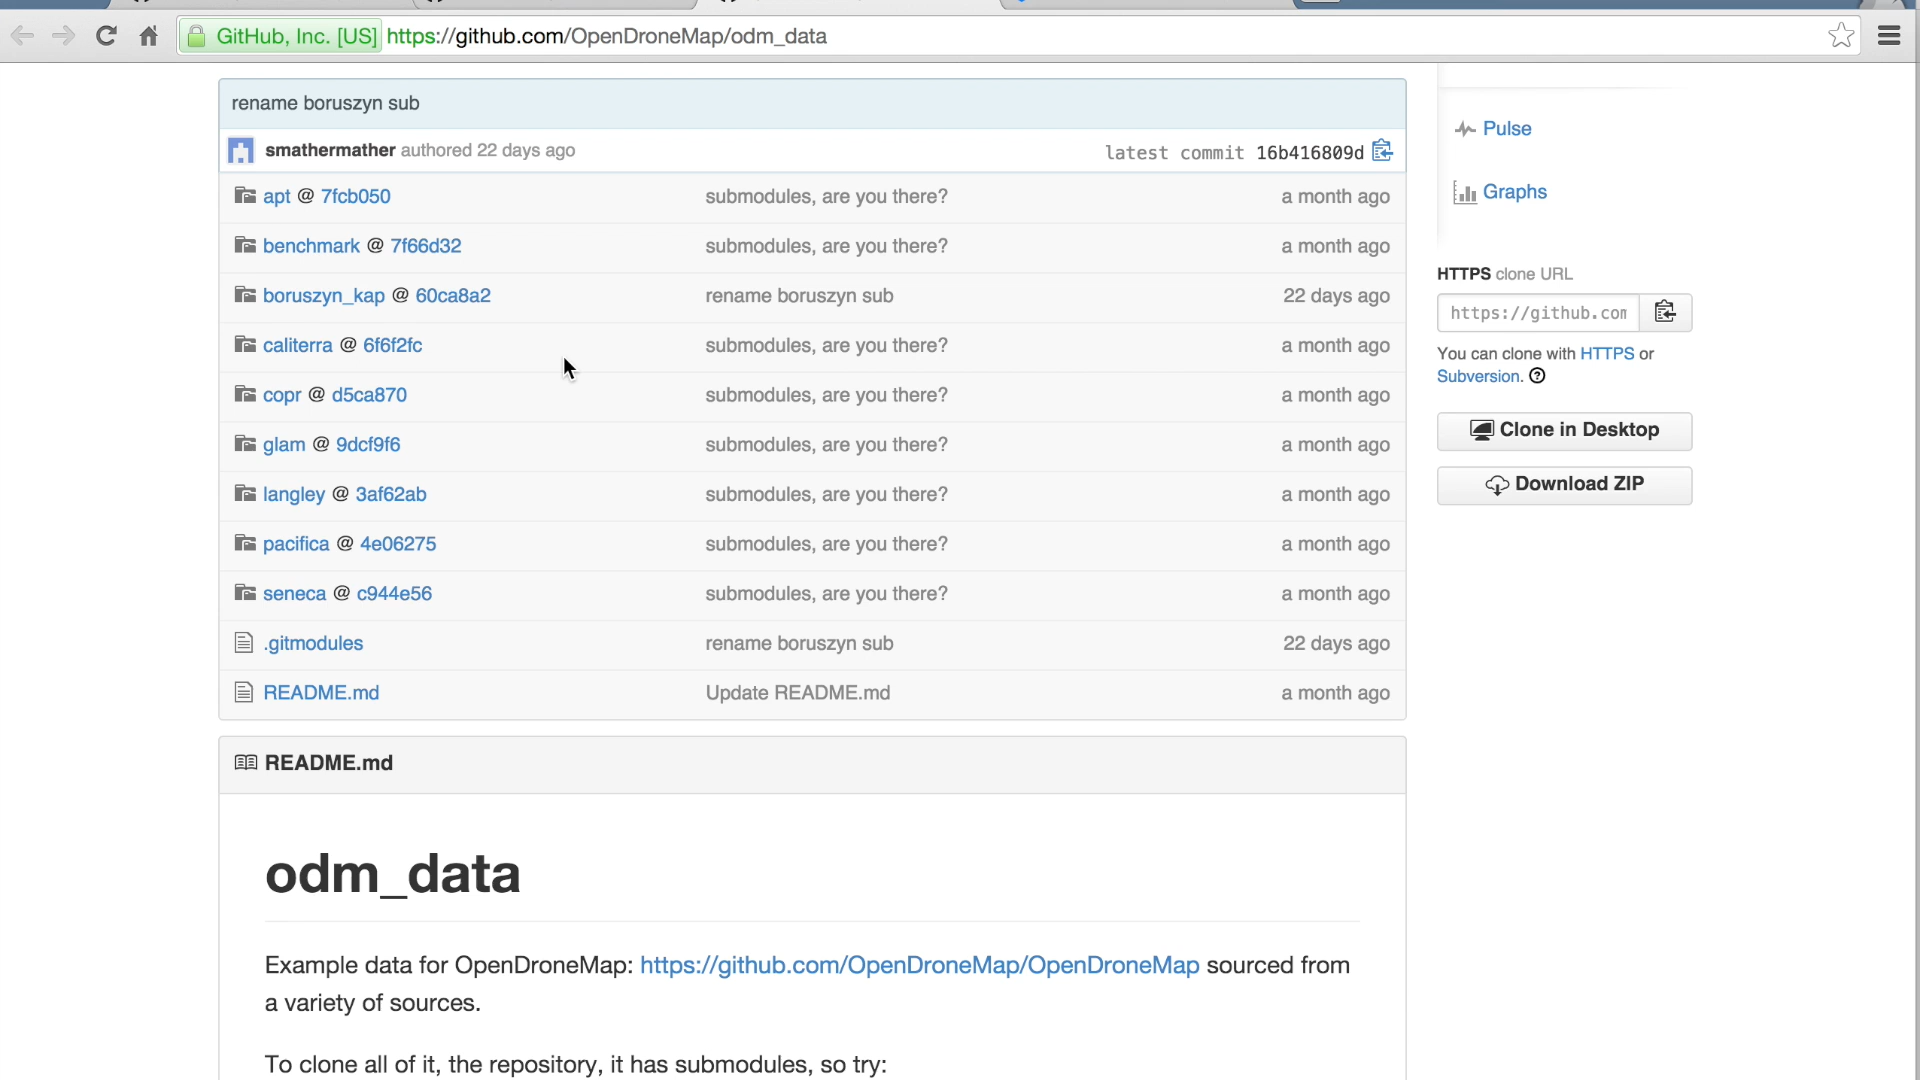 GitHub, Inc. [US] https://github.com/OpenDroneMap/odm_data
rename boruszyn sub
smathermather authored 22 days ago
latest commit 16b416809d
apt @ 7fcb050 submodules, are you there? a month ago
benchmark @ 7f66d32 submodules, are you there? a month ago
boruszyn_kap @ 60ca8a2 rename boruszyn sub 22 days ago
caliterra @ 6f6f2fc submodules, are you there? a month ago
copr @ d5ca870 submodules, are you there? a month ago
glam @ 9dcf9f6 submodules, are you there? a month ago
langley @ 3af62ab submodules, are you there? a month ago
pacifica @ 4e06275 submodules, are you there? a month ago
seneca @ c944e56 submodules, are you there? a month ago
.gitmodules rename boruszyn sub 22 days ago
README.md Update README.md a month ago
README.md
odm_data
Example data for OpenDroneMap: https://github.com/OpenDroneMap/OpenDroneMap sourced from
a variety of sources.
To clone all of it, the repository, it has submodules, so try:
Pulse
Graphs
HTTPS clone URL
https://github.com
You can clone with HTTPS or
Subversion. ?
Clone in Desktop
Download ZIP